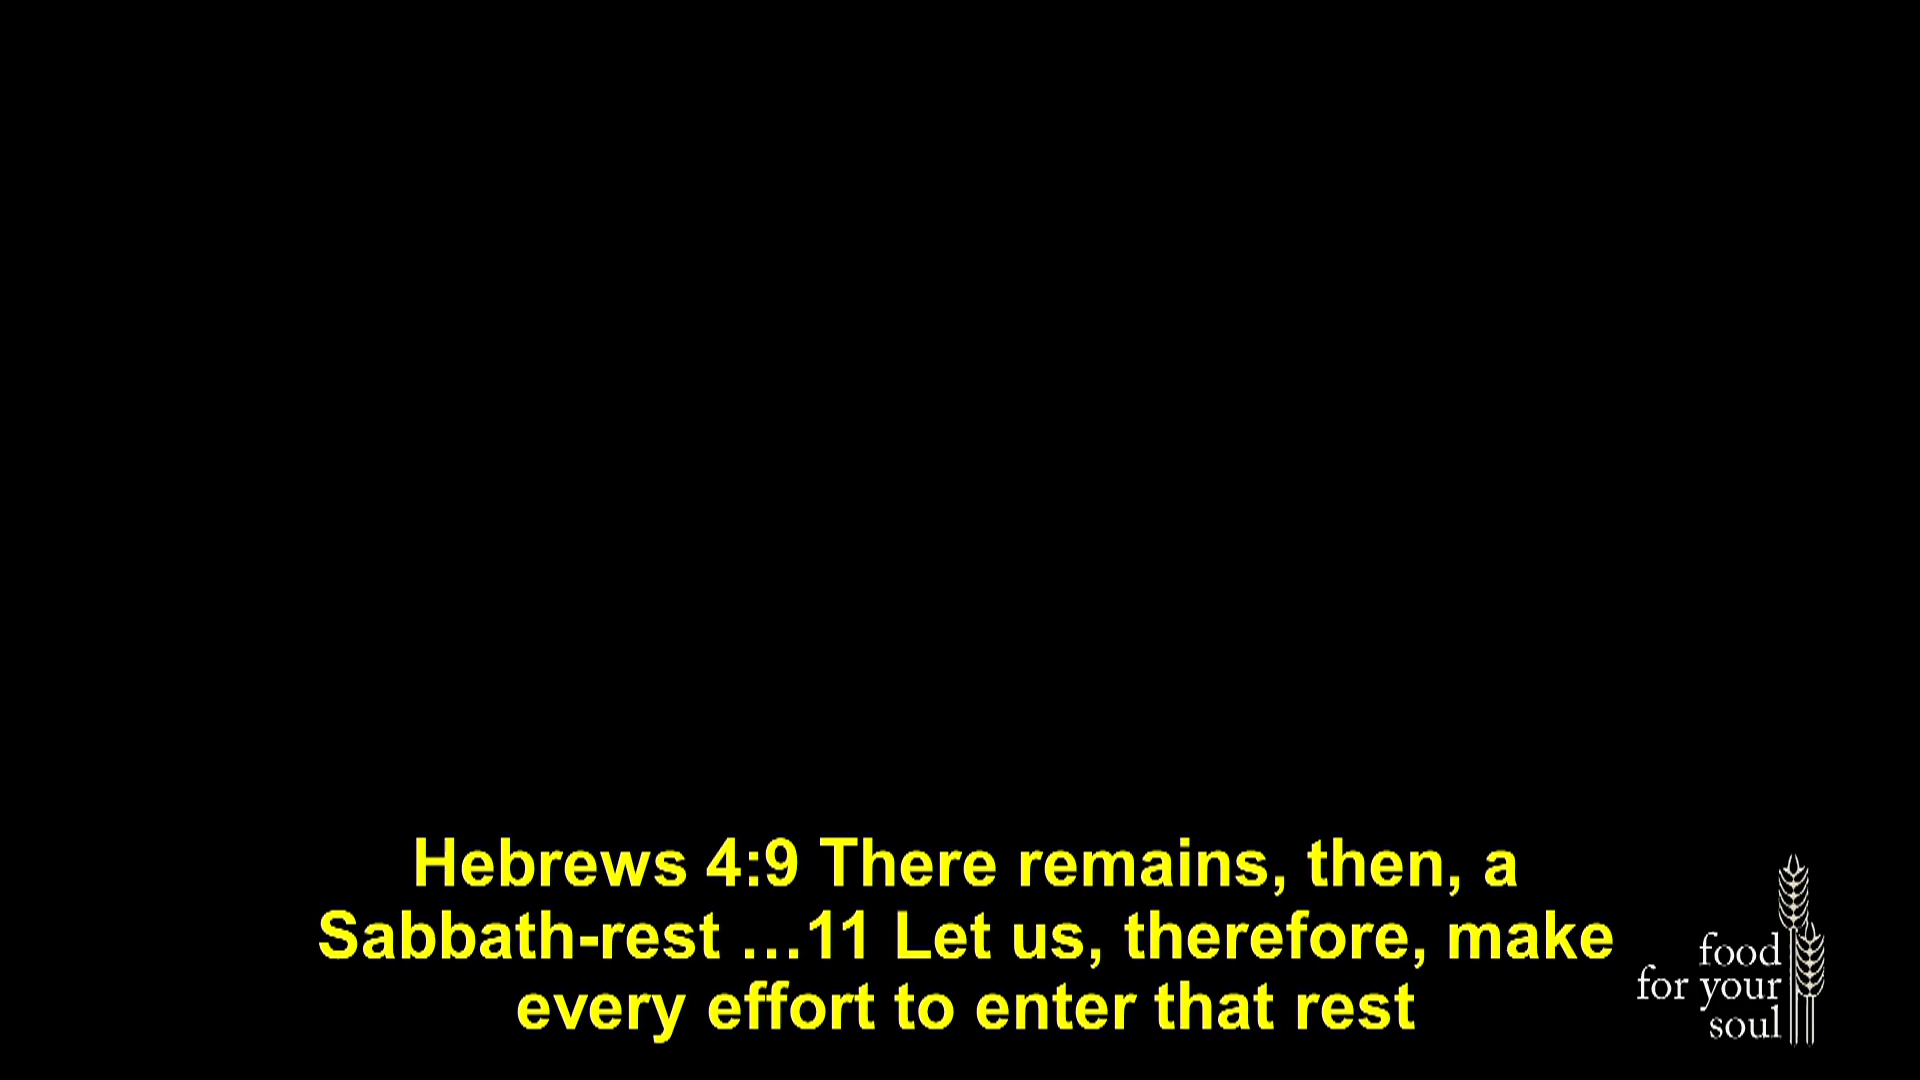 Hebrews 4:9 There remains, then, a
Sabbath-rest …11 Let us, therefore, make
every effort to enter that rest
food
for your
soul